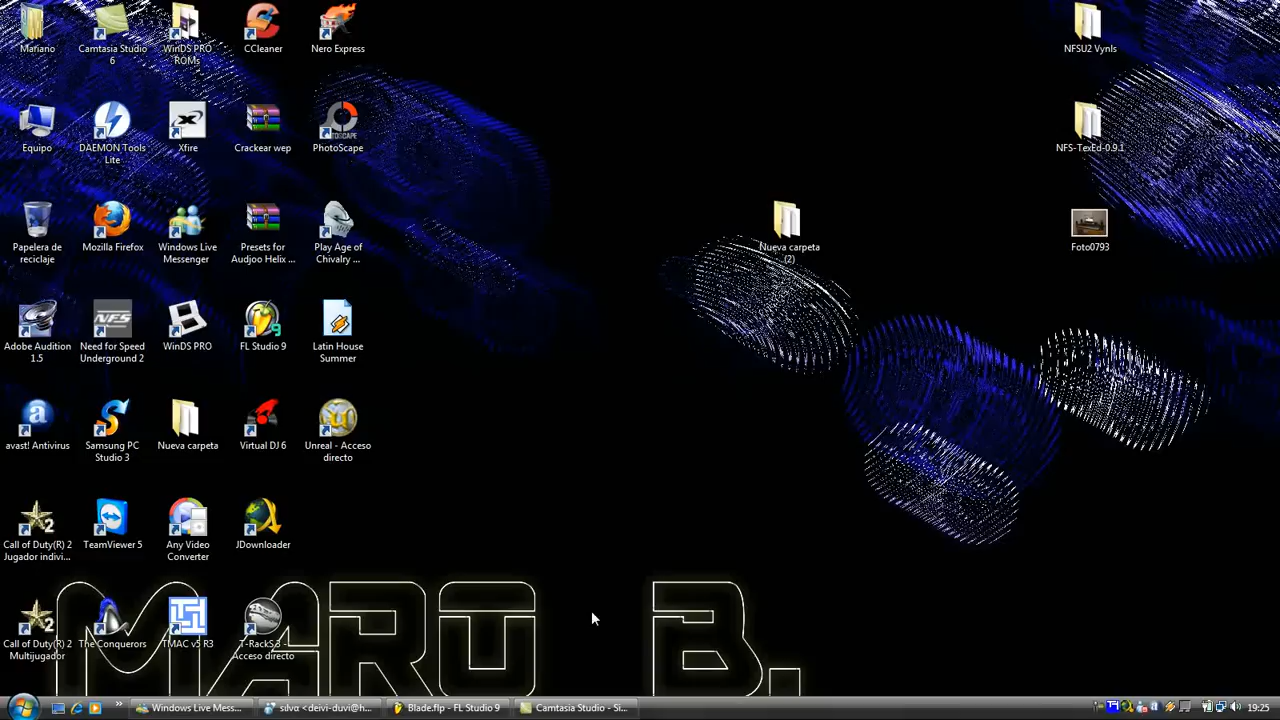 Mariano
Camtasia Studio
6
WinDS PRO
ROMs
CCleaner
Nero Express
NFSU2 Vynls
Equipo
DAEMON Tools
Lite
Xfire
Crackear wep
PhotoScape
NFS-TexEd-0.9.1
Papelera de
reciclaje
Mozilla Firefox
Windows Live
Messenger
Presets for
Audjoo Helix ...
Play Age of
Chivalry ...
Nueva carpeta
(2)
Foto0793
Adobe Audition
1.5
Need for Speed
Underground 2
WinDS PRO
FL Studio 9
Latin House
Summer
avast! Antivirus
Samsung PC
Studio 3
Nueva carpeta
Virtual DJ 6
Unreal - Acceso
directo
Call of Duty(R) 2
Jugador indivi...
TeamViewer 5
Any Video
Converter
JDownloader
Call of Duty(R) 2
Multijugador
The Conquerors
TMAC v5 R3
T-RackS 3 -
Acceso directo
MARU B.
Windows Live Mess...
silva <deivi-duvi@h...
Blade.flp - FL Studio 9
Camtasia Studio - Si...
19:25